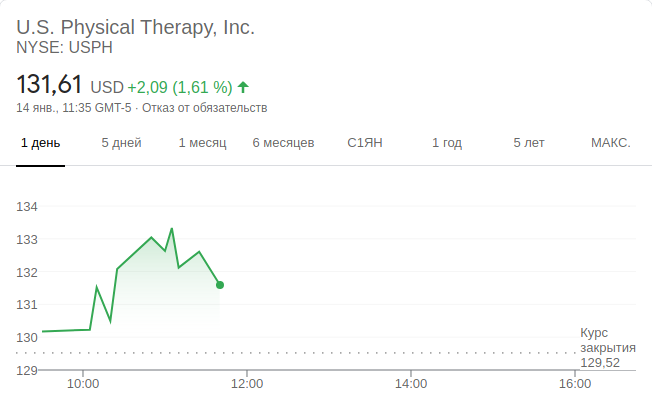 U.S. Physical Therapy, Inc.
NYSE: USPH
131,61 USD +2,09 (1,61 %)
14 янв., 11:35 GMT-5 · Отказ от обязательств
1 день 5 дней 1 месяц 6 месяцев С1ЯН 1 год 5 лет МАКС.
134
133
132
131
130
129
Курс
закрытия
129,52
10:00 12:00 14:00 16:00